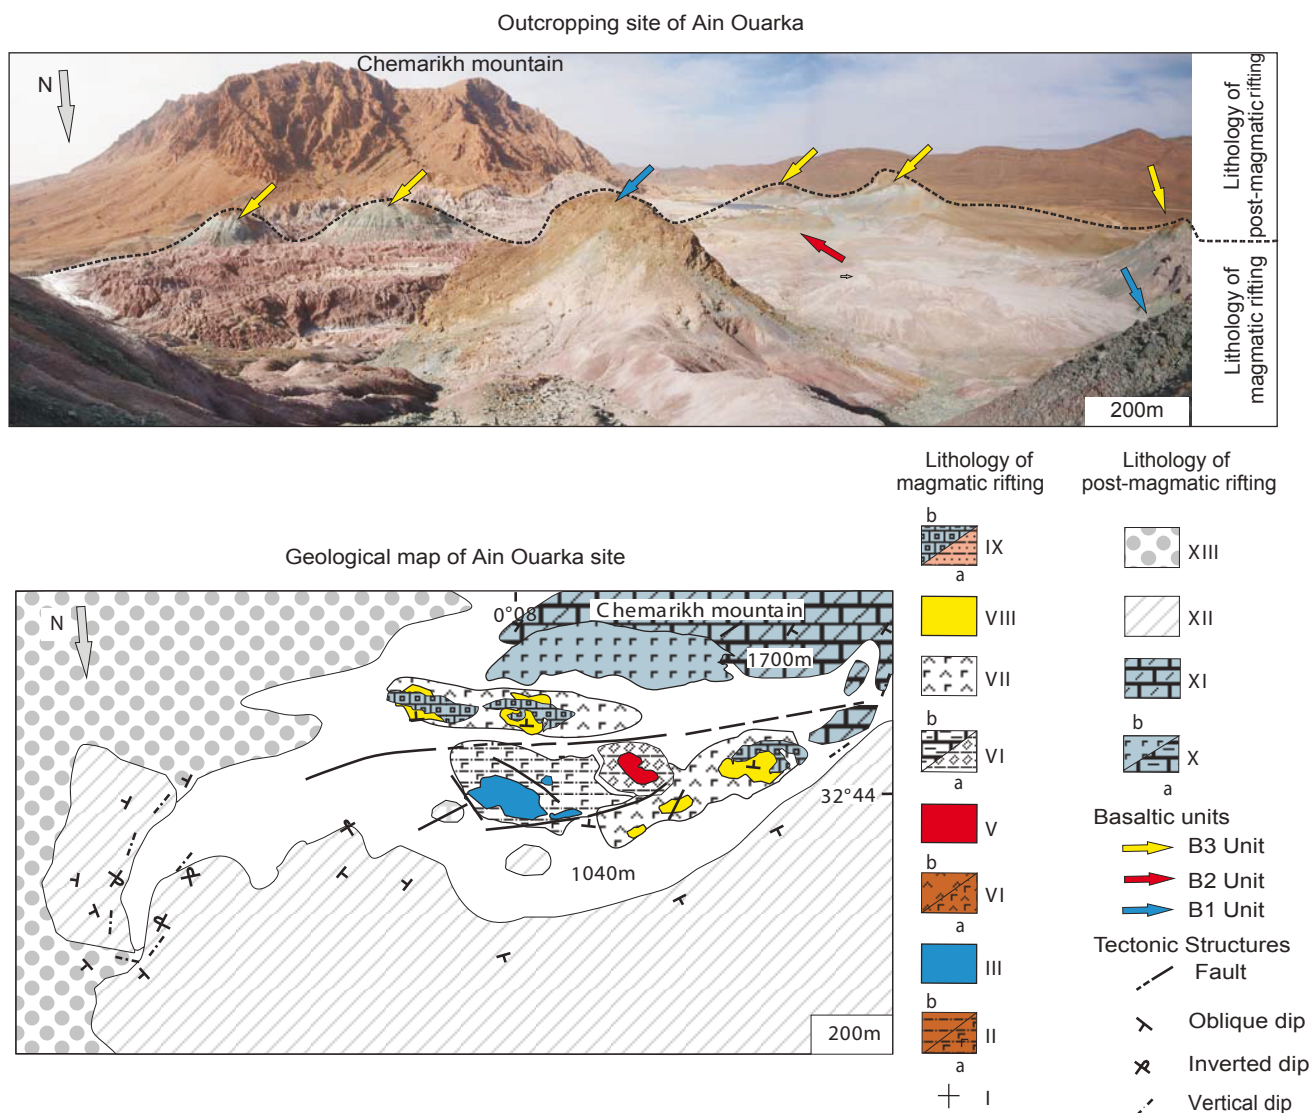 Outcropping site of Ain Ouarka
Chemarikh mountain
N
Lithology of
post-magmatic rifting
Lithology of
magmatic rifting
200m
Geological map of Ain Ouarka site
N
0°08
Chemarikh mountain
1700m
32°44
1040m
200m
Lithology of
magmatic rifting
b
IX
a
VIII
VII
b
VI
a
V
b
VI
a
III
b
II
a
I
Lithology of
post-magmatic rifting
XIII
XII
XI
b
X
a
Basaltic units
B3 Unit
B2 Unit
B1 Unit
Tectonic Structures
Fault
Oblique dip
Inverted dip
Vertical dip